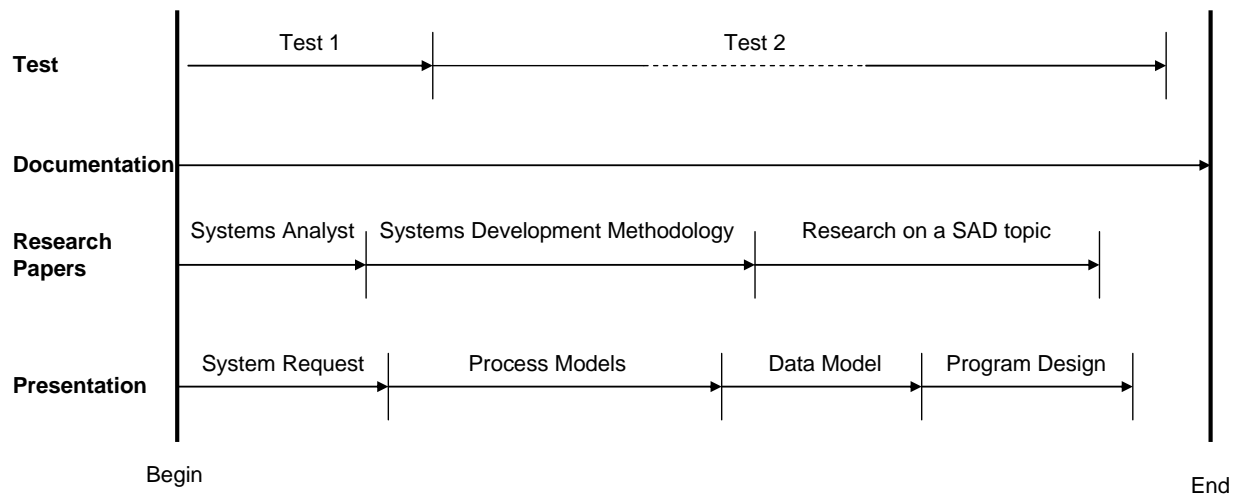 Test 1
Test 2
Test
Documentation
Systems Analyst
Systems Development Methodology
Research on a SAD topic
Research
Papers
System Request
Process Models
Data Model
Program Design
Presentation
Begin
End